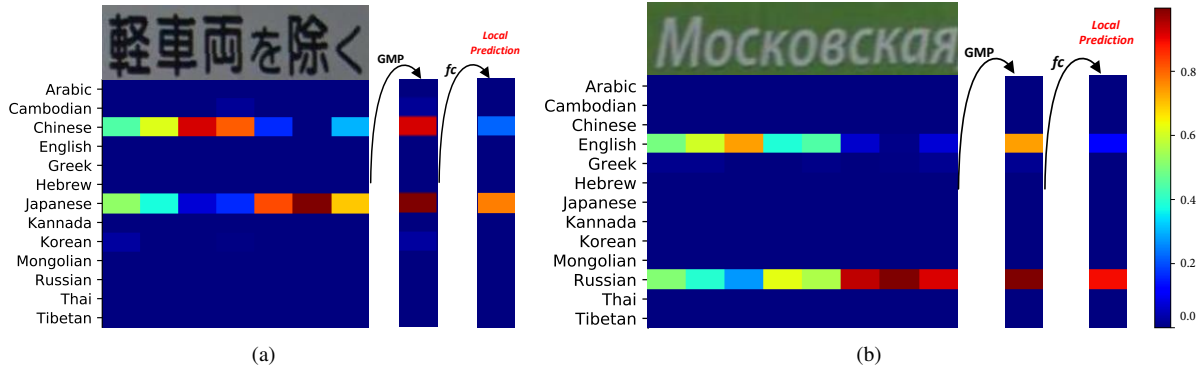 軽車両を除く
GMP
fc
Local
Prediction
Arabic
Cambodian
Chinese
English
Greek
Hebrew
Japanese
Kannada
Korean
Mongolian
Russian
Thai
Tibetan
(a)
Московская
GMP
fc
Local
Prediction
Arabic
Cambodian
Chinese
English
Greek
Hebrew
Japanese
Kannada
Korean
Mongolian
Russian
Thai
Tibetan
(b)
0.8
0.6
0.4
0.2
0.0